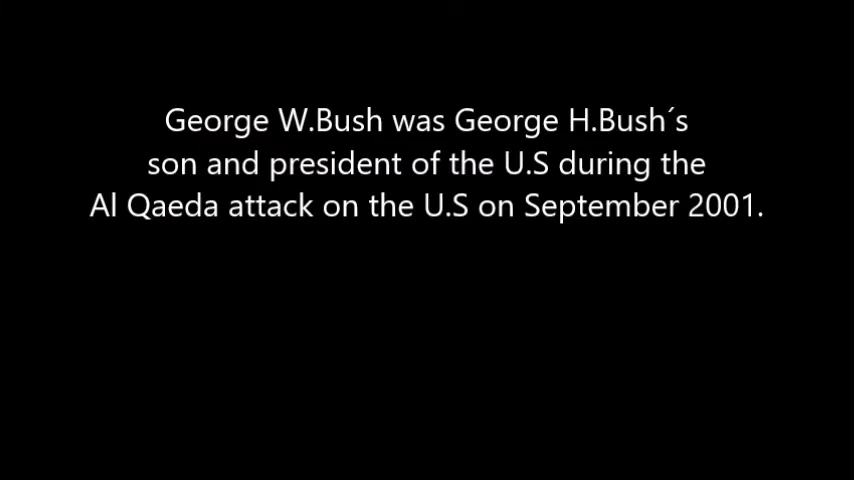 George W.Bush was George H.Bush´s
son and president of the U.S during the
Al Qaeda attack on the U.S on September 2001.